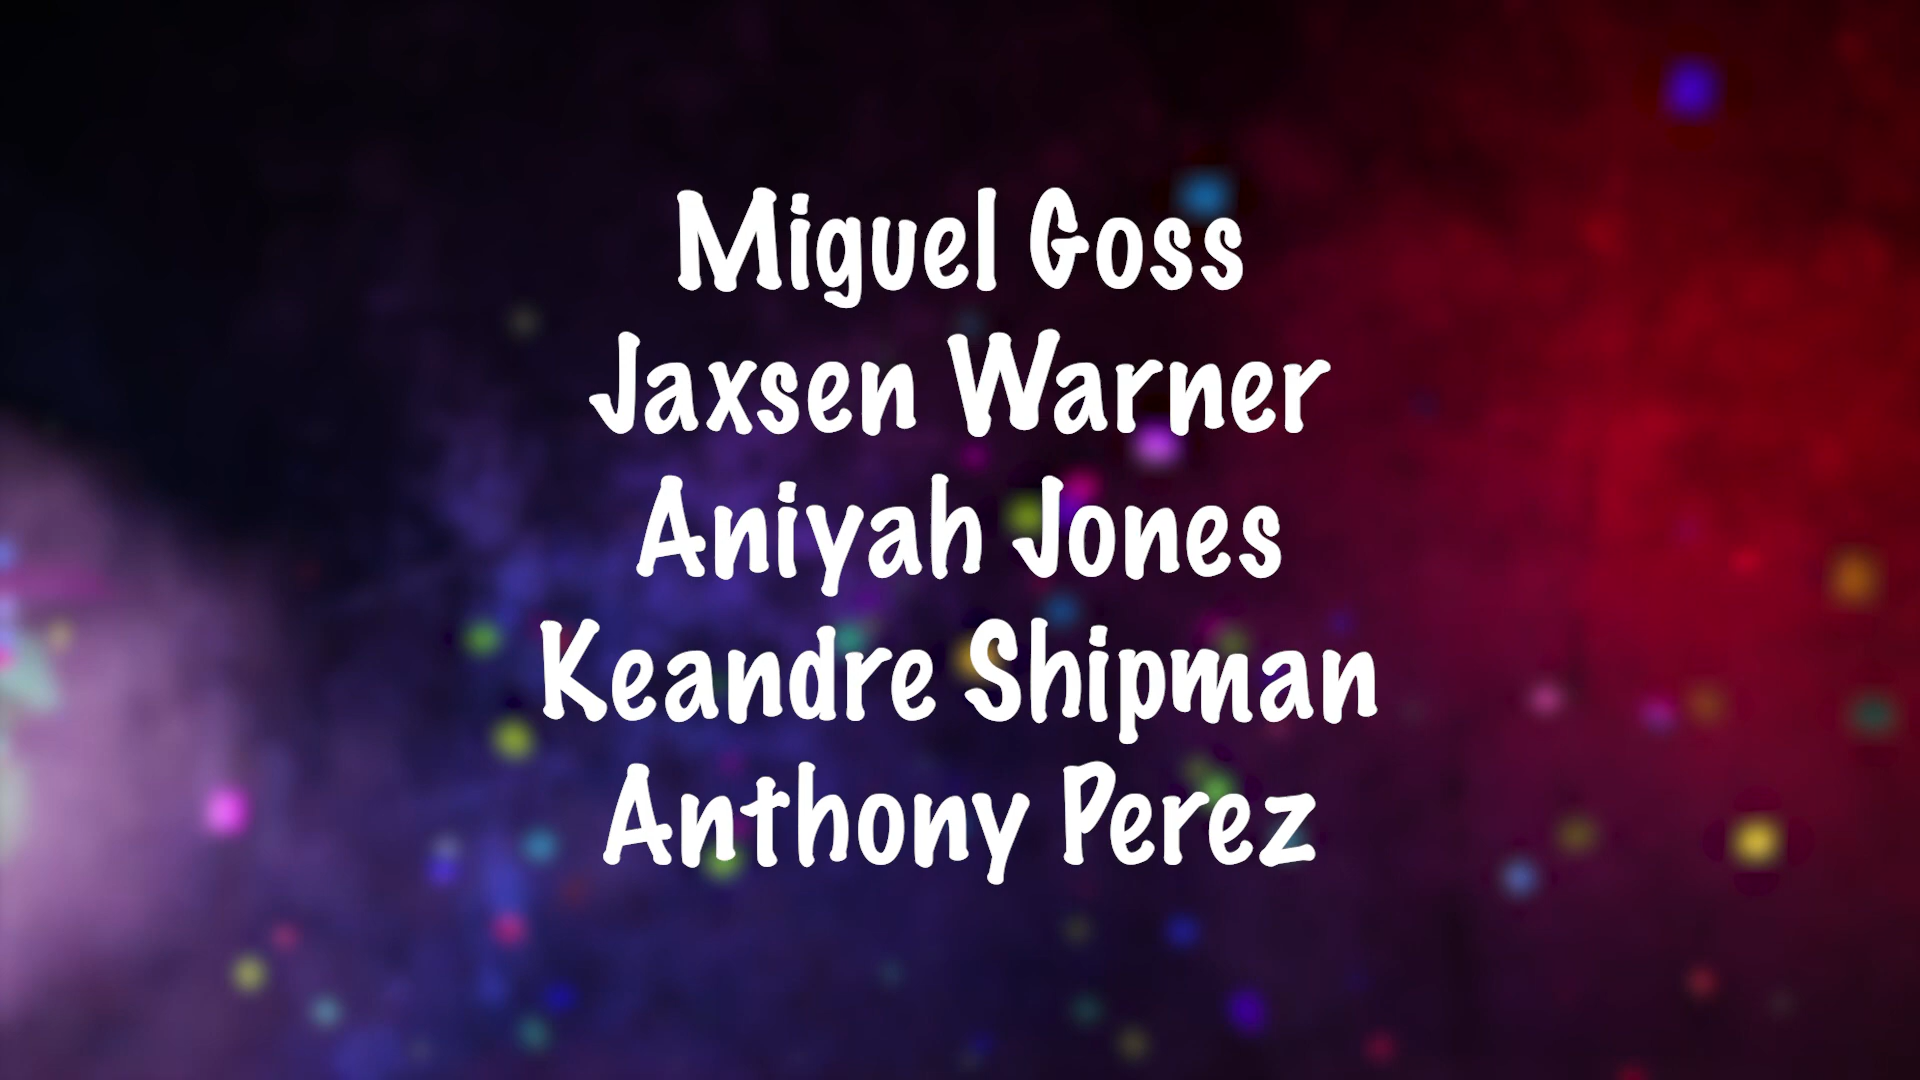 Miguel Goss
Jaxsen Warner
Aniyah Jones
Keandre Shipman
Anthony Perez